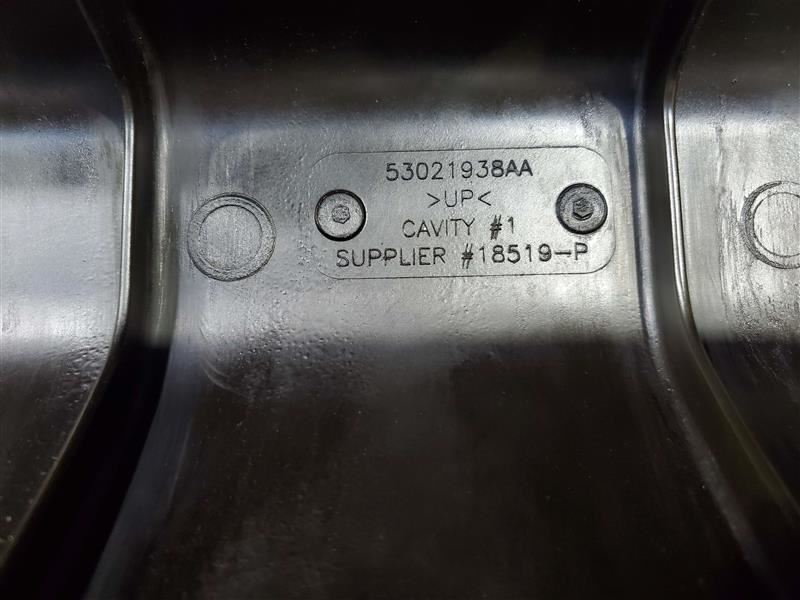 53021938AA
>UP<
CAVITY #1
SUPPLIER #18519-P